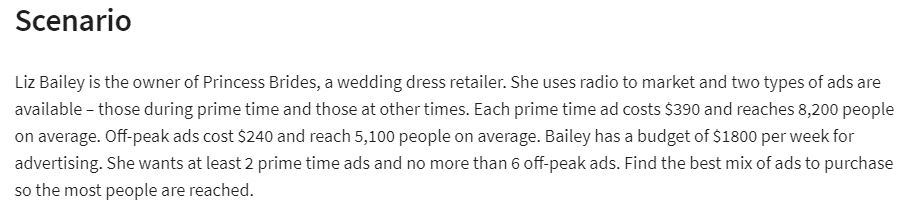 Scenario
Liz Bailey is the owner of Princess Brides, a wedding dress retailer. She uses radio to market and two types of ads are
available – those during prime time and those at other times. Each prime time ad costs $390 and reaches 8,200 people
on average. Off-peak ads cost $240 and reach 5,100 people on average. Bailey has a budget of $1800 per week for
advertising. She wants at least 2 prime time ads and no more than 6 off-peak ads. Find the best mix of ads to purchase
so the most people are reached.